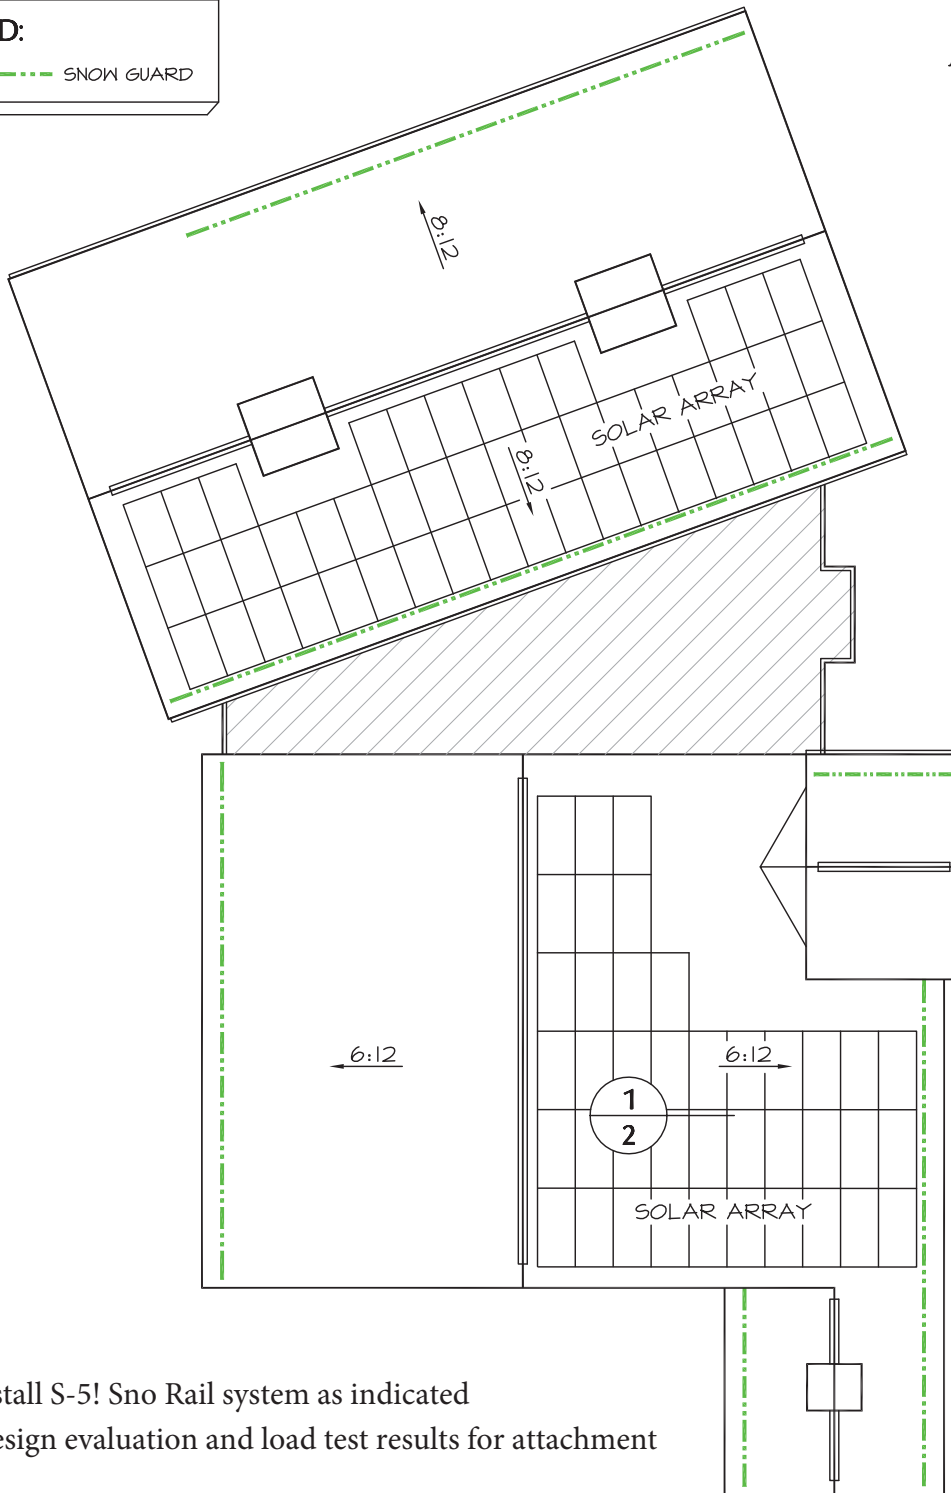 D:
SNOW GUARD
8:12
SOLAR ARRAY
8:12
6:12
6:12
1
2
SOLAR ARRAY
stall S-5! Sno Rail system as indicated
esign evaluation and load test results for attachment